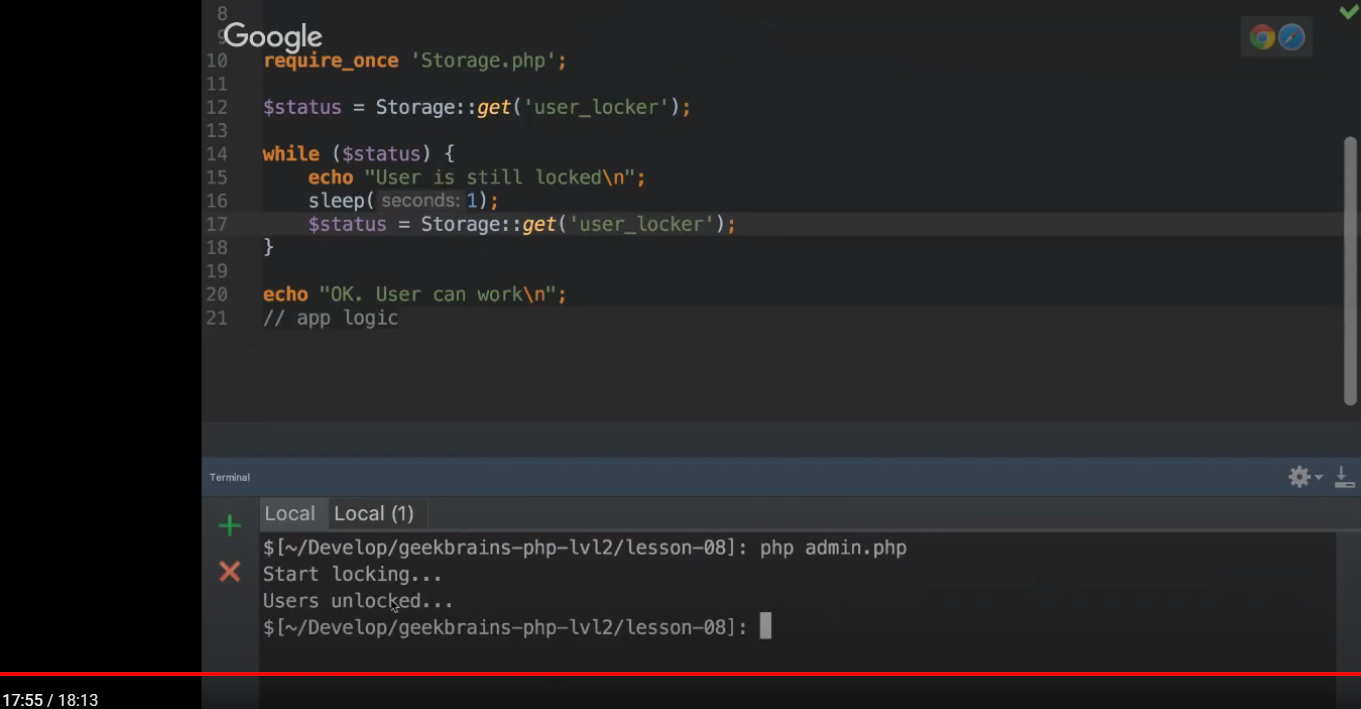 8
9
Google
10 require_once 'Storage.php';
11
12 $status = Storage::get('user_locker');
13
14 while ($status) {
15 echo "User is still locked\n";
16 sleep( seconds: 1);
17 $status = Storage::get('user_locker');
18 }
19
20 echo "OK. User can work\n";
21 // app logic
Terminal
Local Local (1)
$[~/Develop/geekbrains-php-lvl2/lesson-08]: php admin.php
Start locking...
Users unlocked...
$[~/Develop/geekbrains-php-lvl2/lesson-08]:
17:55 / 18:13